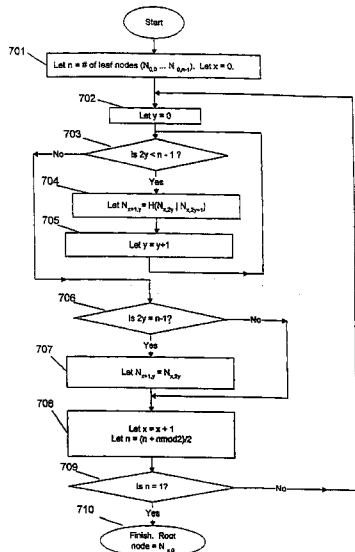 Start
701
Let n = # of leaf nodes (N0,0 ... N0,n-1). Let x = 0.
702
Let y = 0
703
Is 2y < n - 1 ?
No
Yes
704
Let Nx+1,y = H(Nx,2y | Nx,2y+1)
705
Let y = y+1
706
Is 2y = n-1?
No
Yes
707
Let Nx+1,y = Nx,2y
708
Let x = x + 1
Let n = (n + nmod2)/2
709
Is n = 1?
No
Yes
710
Finish. Root
node = Nx,0